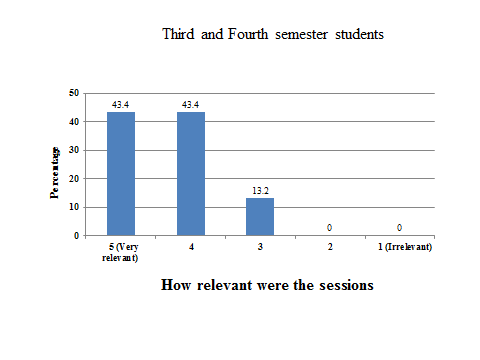 Third and Fourth semester students
50
40
30
20
10
0
Percentage
43.4
43.4
13.2
0
0
5 (Very
relevant)
4
3
2
1 (Irrelevant)
How relevant were the sessions